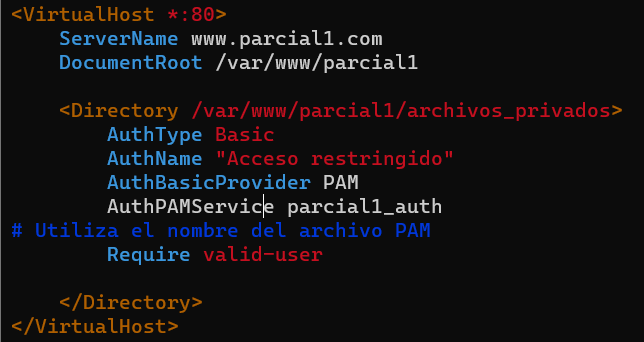 <VirtualHost *:80>
ServerName www.parcial1.com
DocumentRoot /var/www/parcial1
<Directory /var/www/parcial1/archivos_privados>
AuthType Basic
AuthName "Acceso restringido"
AuthBasicProvider PAM
AuthPAMService parcial1_auth
# Utiliza el nombre del archivo PAM
Require valid-user
</Directory>
</VirtualHost>